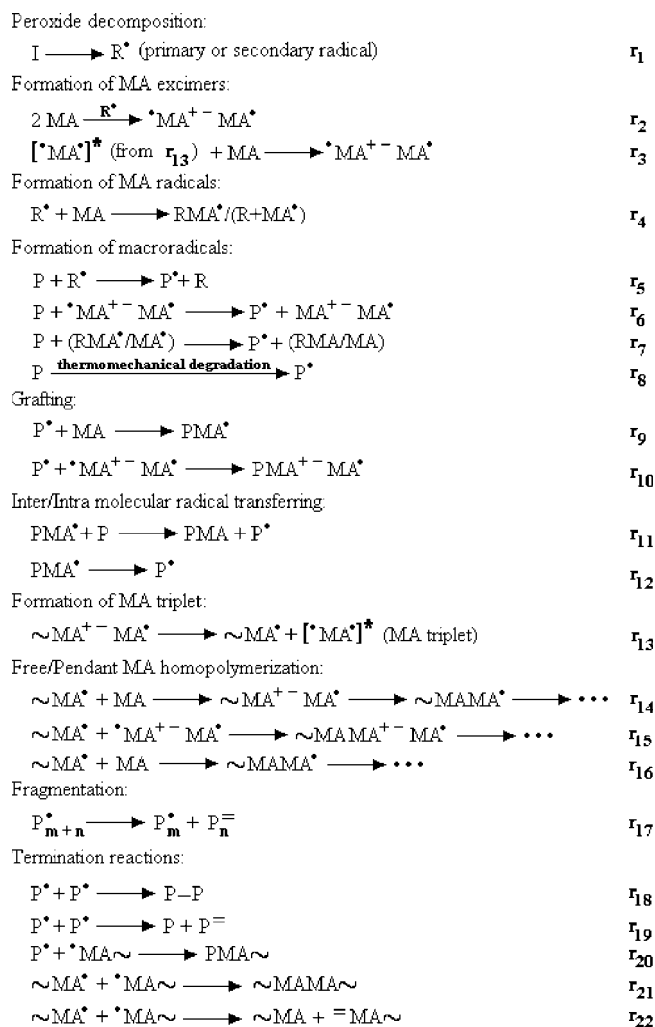 Peroxide decomposition:
I ⟶ R• (primary or secondary radical) r1
Formation of MA excimers:
2 MA —R•⟶ •MA+ − MA• r2
[•MA•]* (from r13) + MA ⟶ •MA+ − MA• r3
Formation of MA radicals:
R• + MA ⟶ RMA•/(R+MA•) r4
Formation of macroradicals:
P + R• ⟶ P•+ R r5
P + •MA+ − MA• ⟶ P• + MA+ − MA• r6
P + (RMA•/MA•) ⟶ P• + (RMA/MA) r7
P —thermomechanical degradation⟶ P• r8
Grafting:
P• + MA ⟶ PMA• r9
P• + •MA+ − MA• ⟶ PMA+ − MA• r10
Inter/Intra molecular radical transferring:
PMA• + P ⟶ PMA + P• r11
PMA• ⟶ P• r12
Formation of MA triplet:
~MA+ − MA• ⟶ ~MA• + [•MA•]* (MA triplet) r13
Free/Pendant MA homopolymerization:
~MA• + MA ⟶ ~MA+ − MA• ⟶ ~MAMA• ⟶ ••• r14
~MA• + •MA+ − MA• ⟶ ~MAMA+ − MA• ⟶ ••• r15
~MA• + MA ⟶ ~MAMA• ⟶ ••• r16
Fragmentation:
P•m+n ⟶ P•m + P=n r17
Termination reactions:
P• + P• ⟶ P–P r18
P• + P• ⟶ P + P= r19
P• + •MA~ ⟶ PMA~ r20
~MA• + •MA~ ⟶ ~MAMA~ r21
~MA• + •MA~ ⟶ ~MA + =MA~ r22